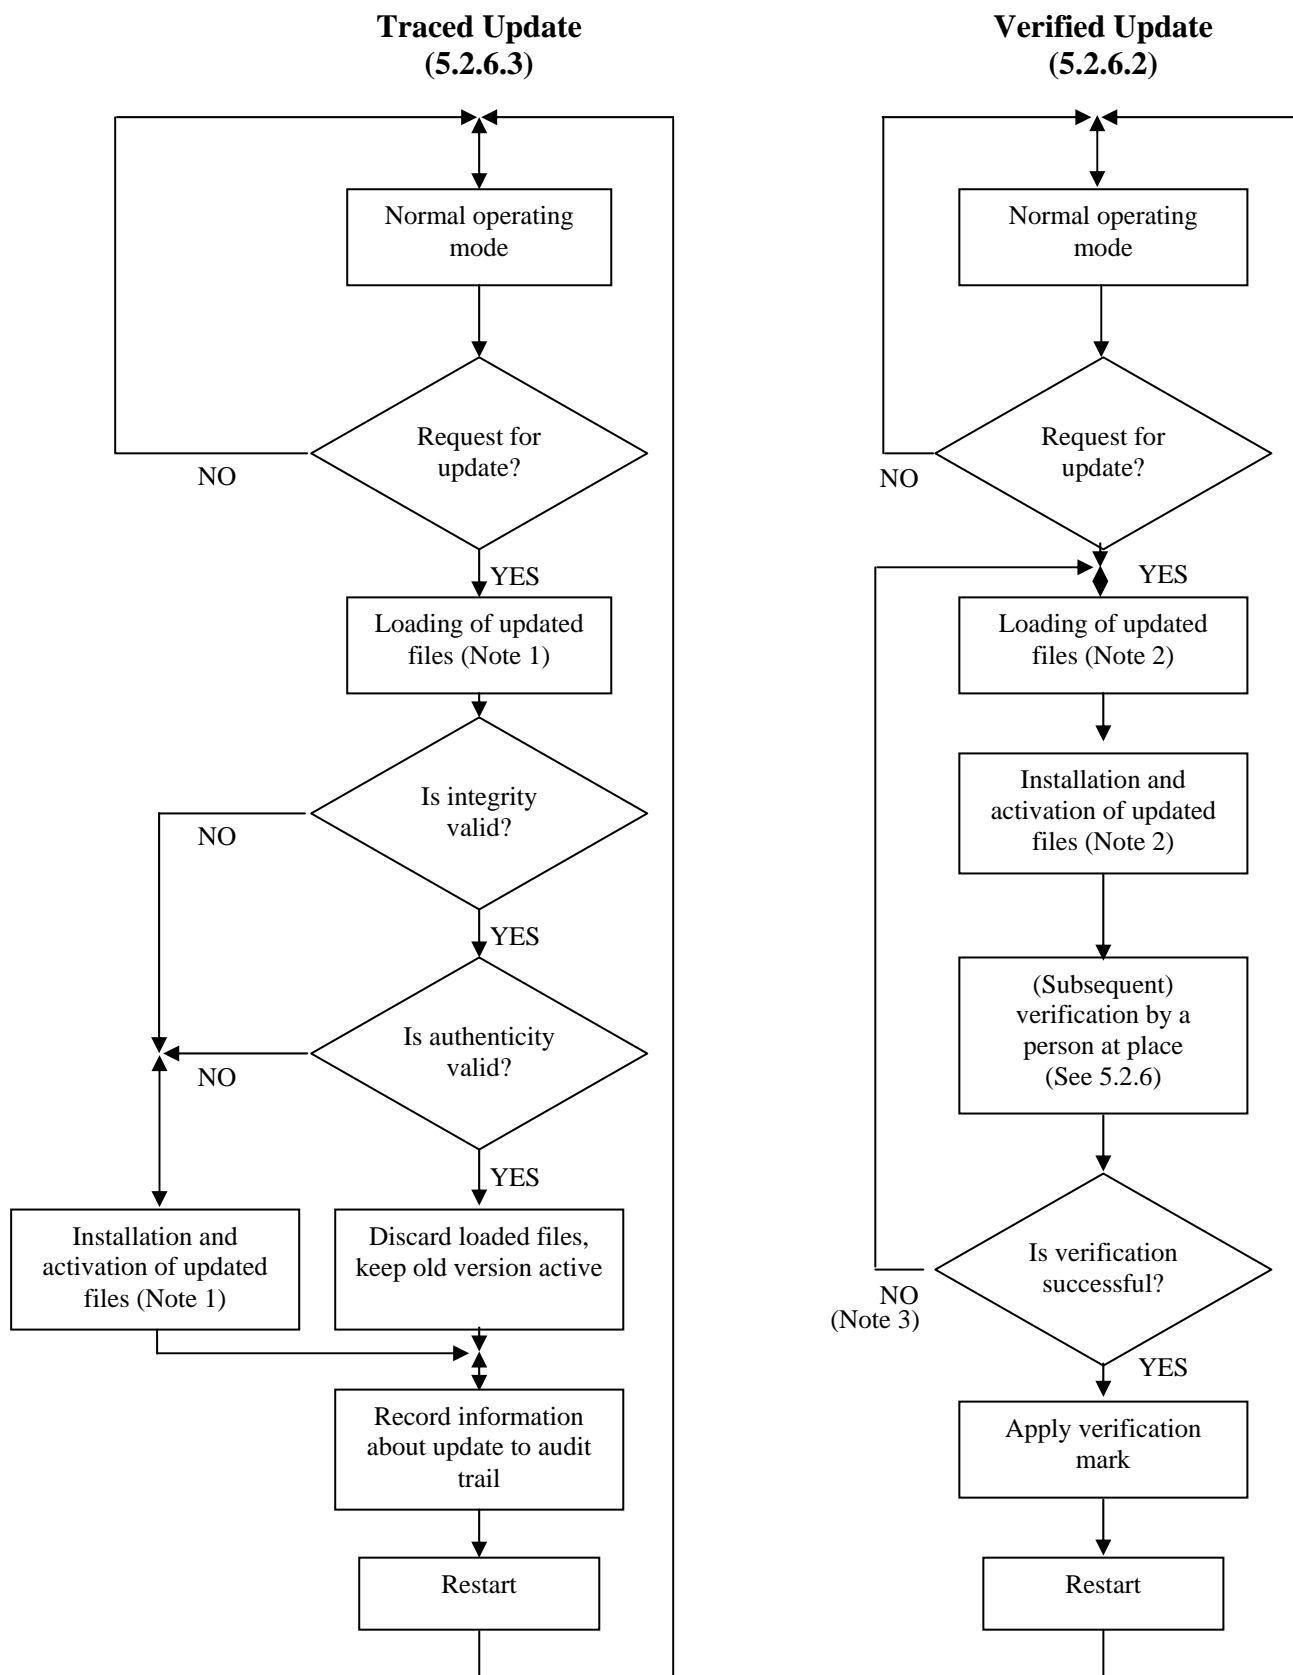 Traced Update
(5.2.6.3)
Normal operating
mode
Request for
update?
NO
YES
Loading of updated
files (Note 1)
Is integrity
valid?
NO
YES
Is authenticity
valid?
NO
YES
Installation and
activation of updated
files (Note 1)
Discard loaded files,
keep old version active
Record information
about update to audit
trail
Restart
Verified Update
(5.2.6.2)
Normal operating
mode
Request for
update?
NO
YES
Loading of updated
files (Note 2)
Installation and
activation of updated
files (Note 2)
(Subsequent)
verification by a
person at place
(See 5.2.6)
Is verification
successful?
NO
(Note 3)
YES
Apply verification
mark
Restart